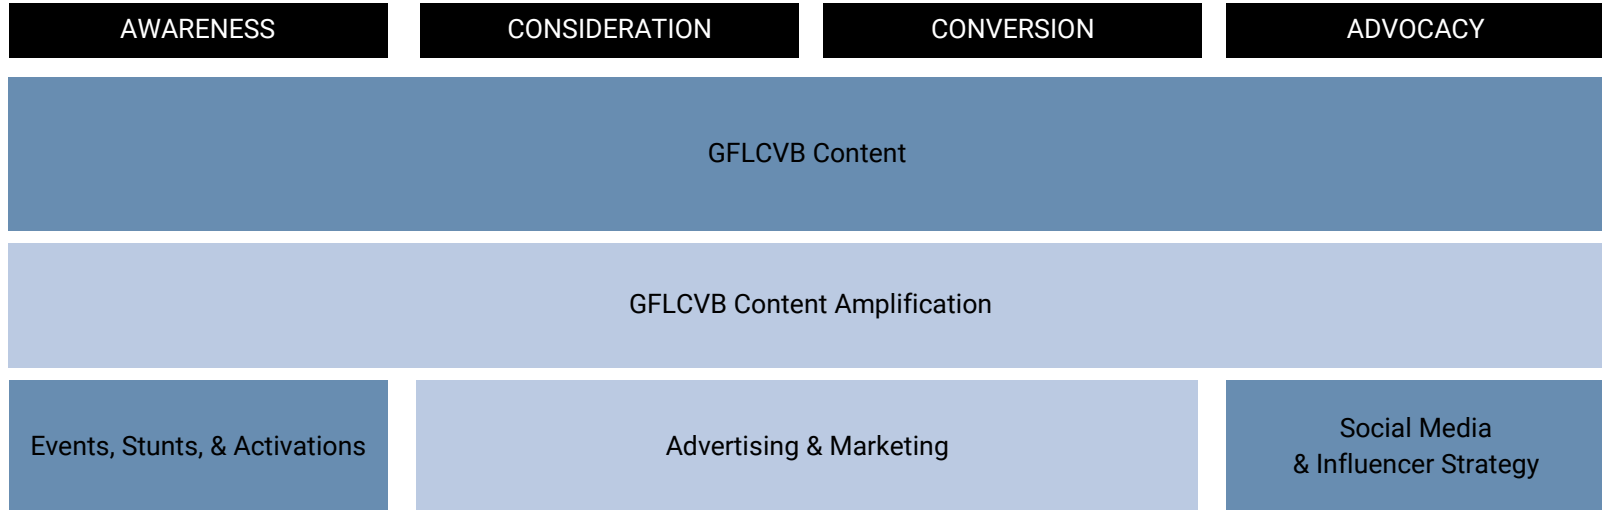 AWARENESS
CONSIDERATION
CONVERSION
ADVOCACY
GFLCVB Content
GFLCVB Content Amplification
Events, Stunts, & Activations
Advertising & Marketing
Social Media
& Influencer Strategy